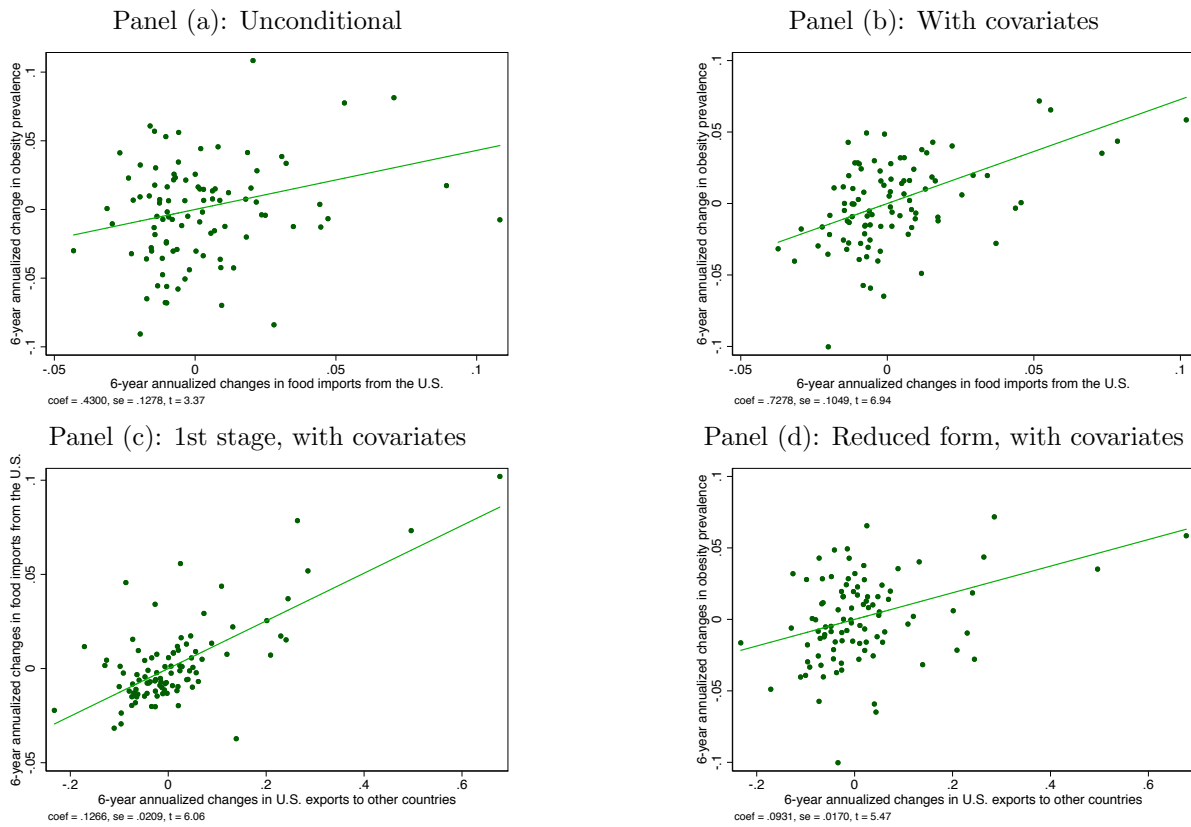 Panel (a): Unconditional
6-year annualized change in obesity prevalence
.1
.05
0
-.05
-.1
-.05
0
.05
.1
6-year annualized changes in food imports from the U.S.
coef = .4300, se = .1278, t = 3.37
Panel (b): With covariates
6-year annualized change in obesity prevalence
.1
.05
0
-.05
-.1
-.05
0
.05
.1
6-year annualized changes in food imports from the U.S.
coef = .7278, se = .1049, t = 6.94
Panel (c): 1st stage, with covariates
6-year annualized changes in food imports from the U.S.
.1
.05
0
-.05
-.2
0
.2
.4
.6
6-year annualized changes in U.S. exports to other countries
coef = .1266, se = .0209, t = 6.06
Panel (d): Reduced form, with covariates
6-year annualized changes in obesity prevalence
.1
.05
0
-.05
-.1
-.2
0
.2
.4
.6
6-year annualized changes in U.S. exports to other countries
coef = .0931, se = .0170, t = 5.47